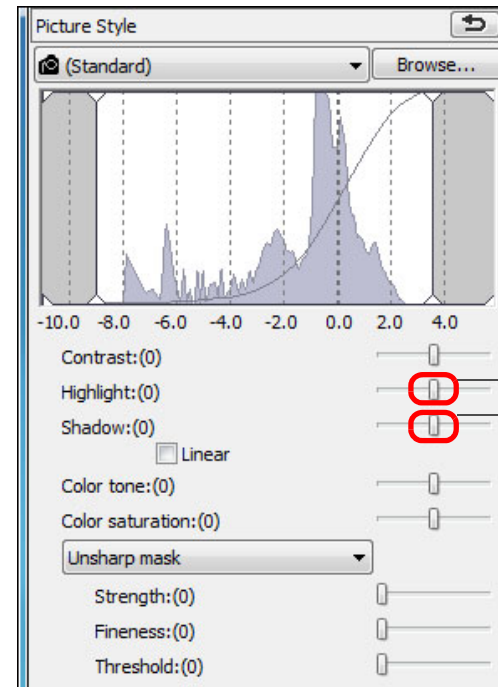 Picture Style
(Standard)
Browse...
-10.0 -8.0 -6.0 -4.0 -2.0 0.0 2.0 4.0
Contrast:(0)
Highlight:(0)
Shadow:(0)
Linear
Color tone:(0)
Color saturation:(0)
Unsharp mask
Strength:(0)
Fineness:(0)
Threshold:(0)